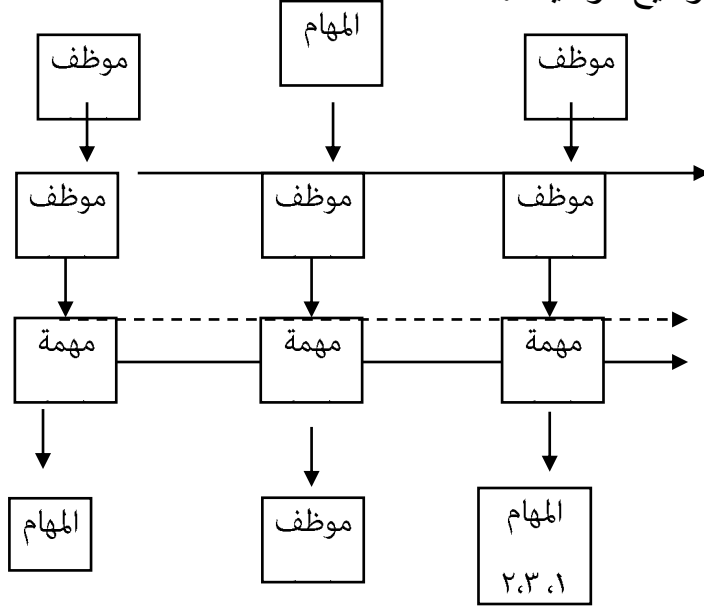 موظف
المهام
موظف
موظف
موظف
موظف
مهمة
مهمة
مهمة
المهام
١، ٢،٣
موظف
المهام